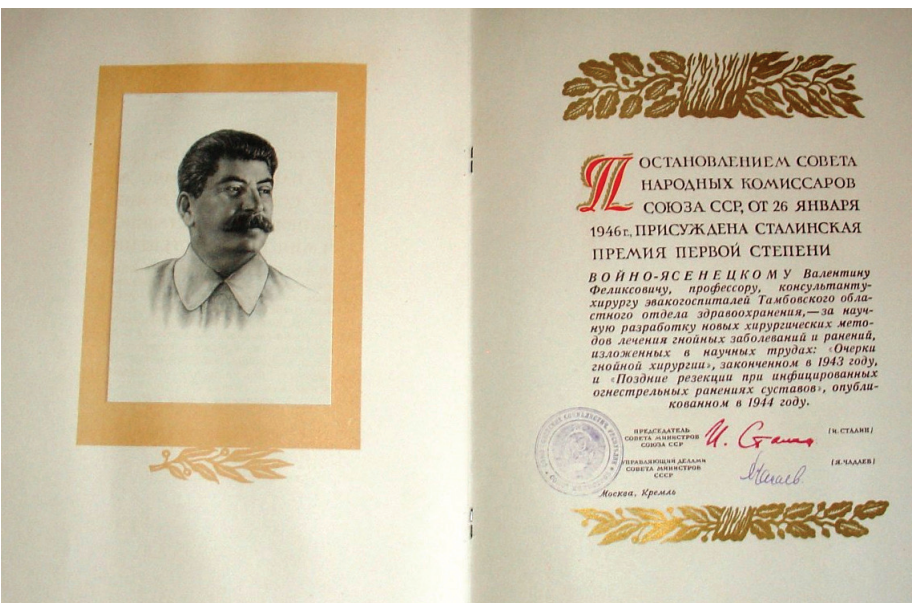 ПОСТАНОВЛЕНИЕМ СОВЕТА
НАРОДНЫХ КОМИССАРОВ
СОЮЗА ССР, ОТ 26 ЯНВАРЯ
1946 г., ПРИСУЖДЕНА СТАЛИНСКАЯ
ПРЕМИЯ ПЕРВОЙ СТЕПЕНИ
ВОЙНО-ЯСЕНЕЦКОМУ Валентину
Феликсовичу, профессору, консультанту-
хирургу эвакогоспиталей Тамбовского обла-
стного отдела здравоохранения,—за науч-
ную разработку новых хирургических мето-
дов лечения гнойных заболеваний и ранений,
изложенных в научных трудах: «Очерки
гнойной хирургии», законченном в 1943 году,
и «Поздние резекции при инфицированных
огнестрельных ранениях суставов», опубли-
кованном в 1944 году.
ПРЕДСЕДАТЕЛЬ
СОВЕТА МИНИСТРОВ
СОЮЗА ССР
И. Сталин
(И. СТАЛИН)
УПРАВЛЯЮЩИЙ ДЕЛАМИ
СОВЕТА МИНИСТРОВ
СССР
(Я. ЧАДАЕВ)
Москва, Кремль